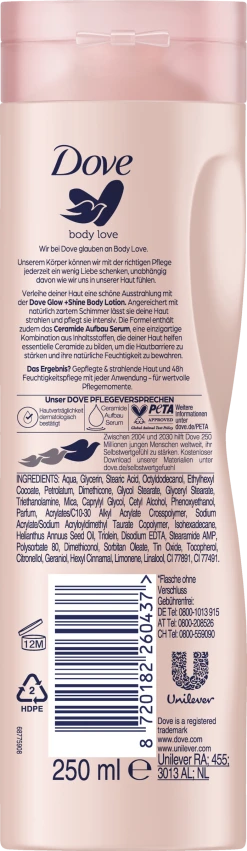 Dove
body love
Wir bei Dove glauben an Body Love.
Unserem Körper können wir mit der richtigen Pflege
jederzeit ein wenig Liebe schenken, unabhängig
davon wie wir uns in unserer Haut fühlen.
Verleihe deiner Haut eine schöne Ausstrahlung mit
der Dove Glow +Shine Body Lotion. Angereichert mit
natürlich zartem Schimmer lässt sie deine Haut
strahlen und pflegt sie intensiv. Die Formel enthält
zudem das Ceramide Aufbau Serum, eine einzigartige
Kombination aus Inhaltsstoffen, die deiner Haut helfen
essentielle Ceramide zu bilden, um die Hautbarriere zu
stärken und ihre natürliche Feuchtigkeit zu bewahren.
Das Ergebnis? Gepflegte & strahlende Haut und 48h
Feuchtigkeitspflege mit jeder Anwendung – für wertvolle
Pflegemomente.
Unser DOVE PFLEGEVERSPRECHEN
Hautverträglichkeit
dermatologisch
bestätigt
Ceramide
Aufbau
Serum
PETA
APPROVED
Global Animal Test Policy
Weitere
Informationen
unter
dove.de/PETA
Zwischen 2004 und 2030 hilft Dove 250
Millionen jungen Menschen weltweit, ihr
Selbstwertgefühl zu stärken. Kostenloser
Download unserer Materialien unter
dove.de/selbstwertgefuehl
INGREDIENTS: Aqua, Glycerin, Stearic Acid, Octyldodecanol, Ethylhexyl
Cocoate, Petrolatum, Dimethicone, Glycol Stearate, Glyceryl Stearate,
Triethanolamine, Mica, Caprylyl Glycol, Cetyl Alcohol, Phenoxyethanol,
Parfum, Acrylates/C10-30 Alkyl Acrylate Crosspolymer, Sodium
Acrylate/Sodium Acryloyldimethyl Taurate Copolymer, Isohexadecane,
Helianthus Annuus Seed Oil, Triolein, Disodium EDTA, Stearamide AMP,
Polysorbate 80, Dimethiconol, Sorbitan Oleate, Tin Oxide, Tocopherol,
Citronellol, Geraniol, Hexyl Cinnamal, Limonene, Linalool, CI 77891, CI 77491.
12M
2
HDPE
68775908
8 720182 260437 >
250 ml ℮
*Flasche ohne
Verschluss
Gebührenfrei:
DE Tel: 0800-1013 915
AT Tel: 0800-208526
CH Tel: 0800-559090
Unilever
Dove is a registered
trademark
www.dove.com
www.unilever.com
Unilever RA: 455;
3013 AL; NL